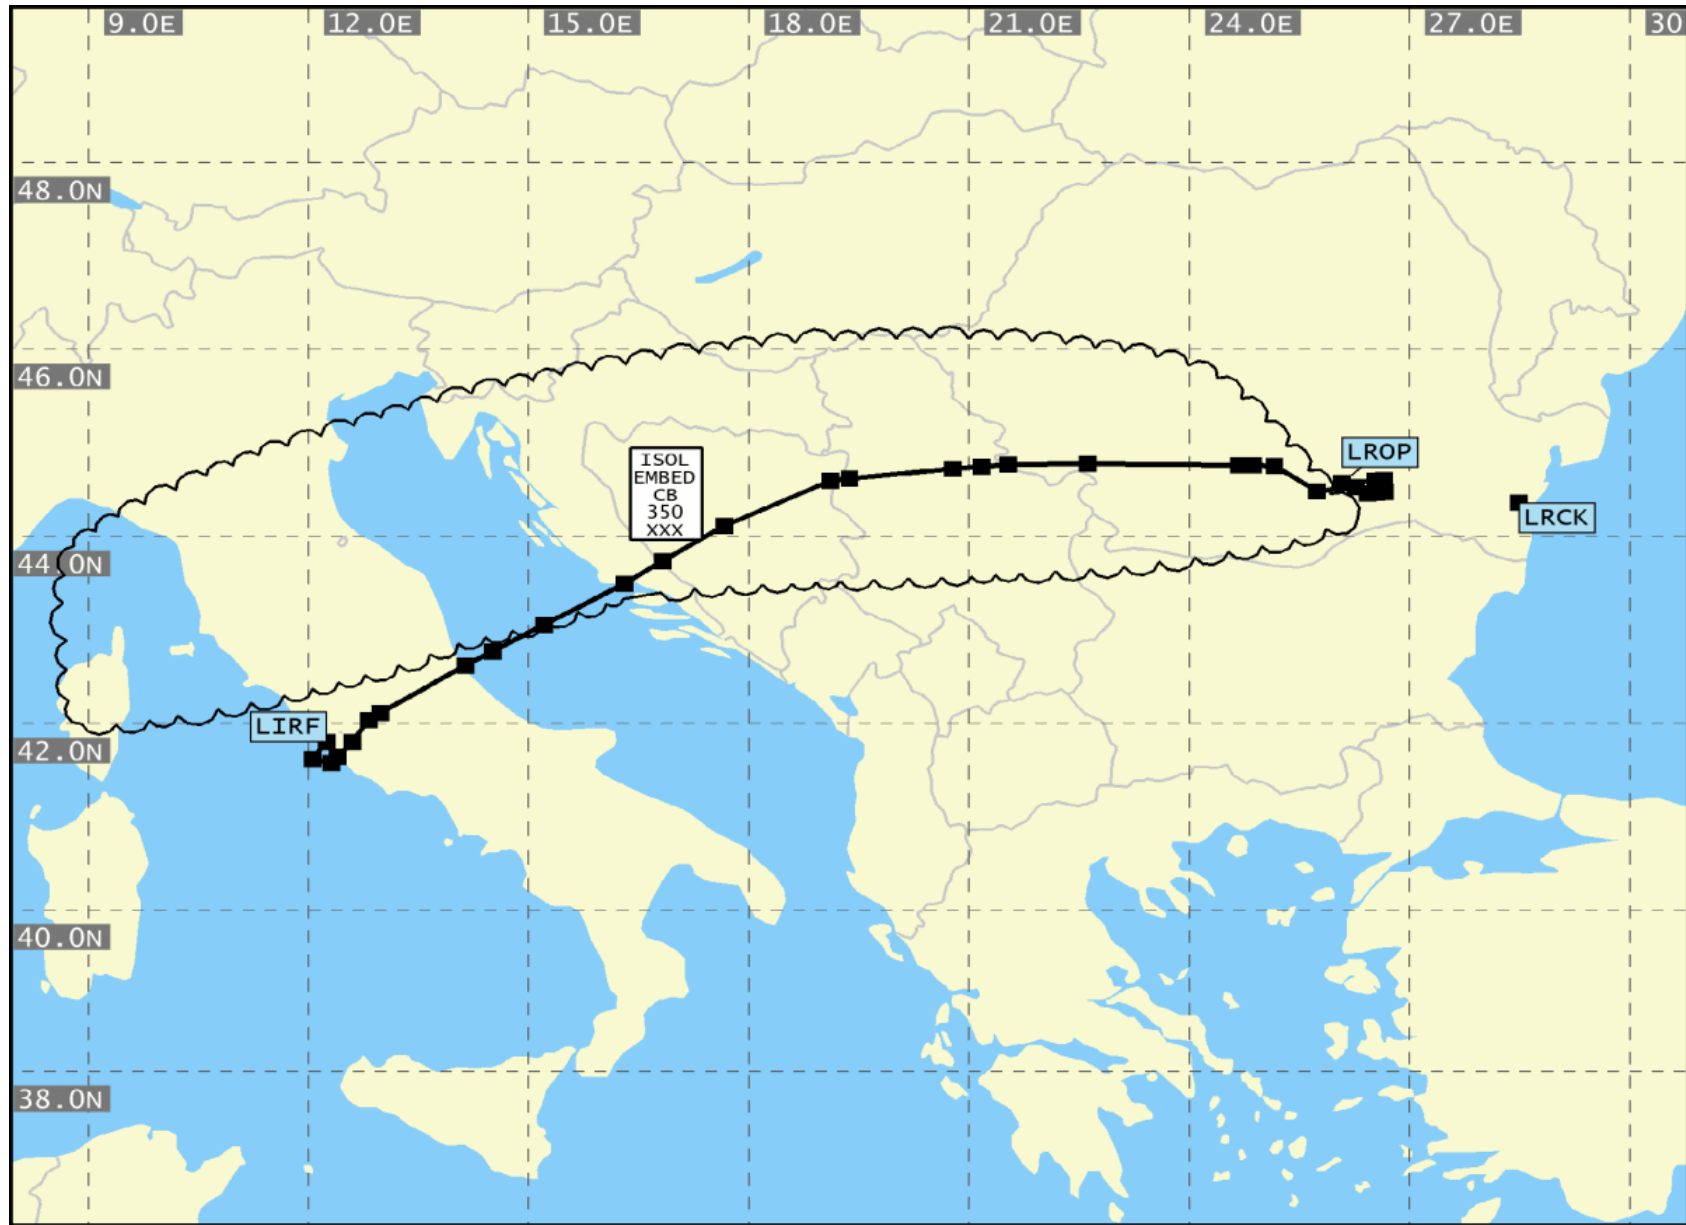 9.0E 12.0E 15.0E 18.0E 21.0E 24.0E 27.0E 30
48.0N
46.0N
LROP
ISOL
EMBED
CB
350
XXX
LRCK
44.0N
LIRF
42.0N
40.0N
38.0N